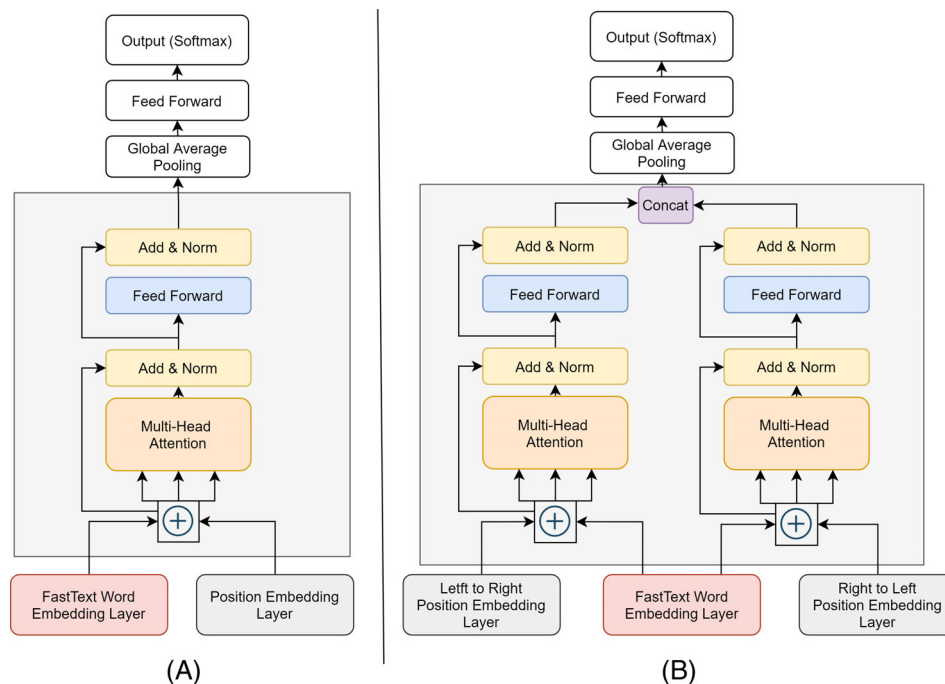 Output (Softmax)
Feed Forward
Global Average
Pooling
Add & Norm
Feed Forward
Add & Norm
Multi-Head
Attention
FastText Word
Embedding Layer
Position Embedding
Layer
(A)
Output (Softmax)
Feed Forward
Global Average
Pooling
Concat
Add & Norm
Feed Forward
Add & Norm
Multi-Head
Attention
Add & Norm
Feed Forward
Add & Norm
Multi-Head
Attention
Letft to Right
Position Embedding
Layer
FastText Word
Embedding Layer
Right to Left
Position Embedding
Layer
(B)